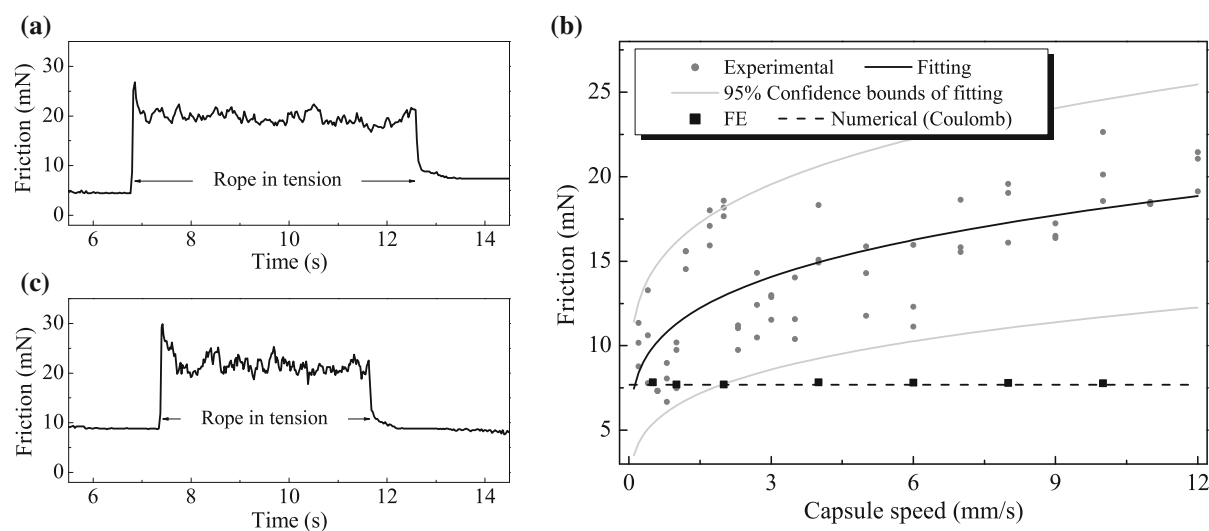 (a)
30
20
10
0
Friction (mN)
Rope in tension
6 8 10 12 14
Time (s)
(c)
30
20
10
0
Friction (mN)
Rope in tension
6 8 10 12 14
Time (s)
(b)
Experimental Fitting
95% Confidence bounds of fitting
FE Numerical (Coulomb)
25
20
15
10
5
Friction (mN)
0 3 6 9 12
Capsule speed (mm/s)